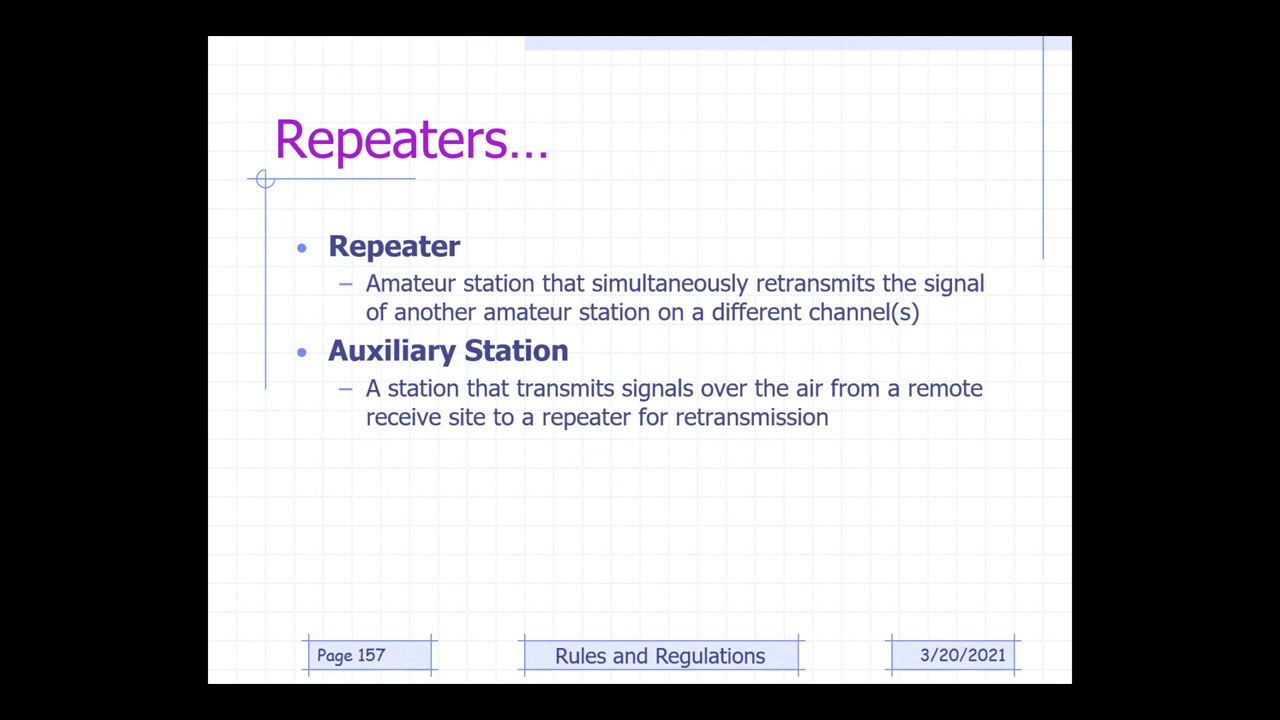 Repeaters...
• Repeater
– Amateur station that simultaneously retransmits the signal
of another amateur station on a different channel(s)
• Auxiliary Station
– A station that transmits signals over the air from a remote
receive site to a repeater for retransmission
Page 157
Rules and Regulations
3/20/2021